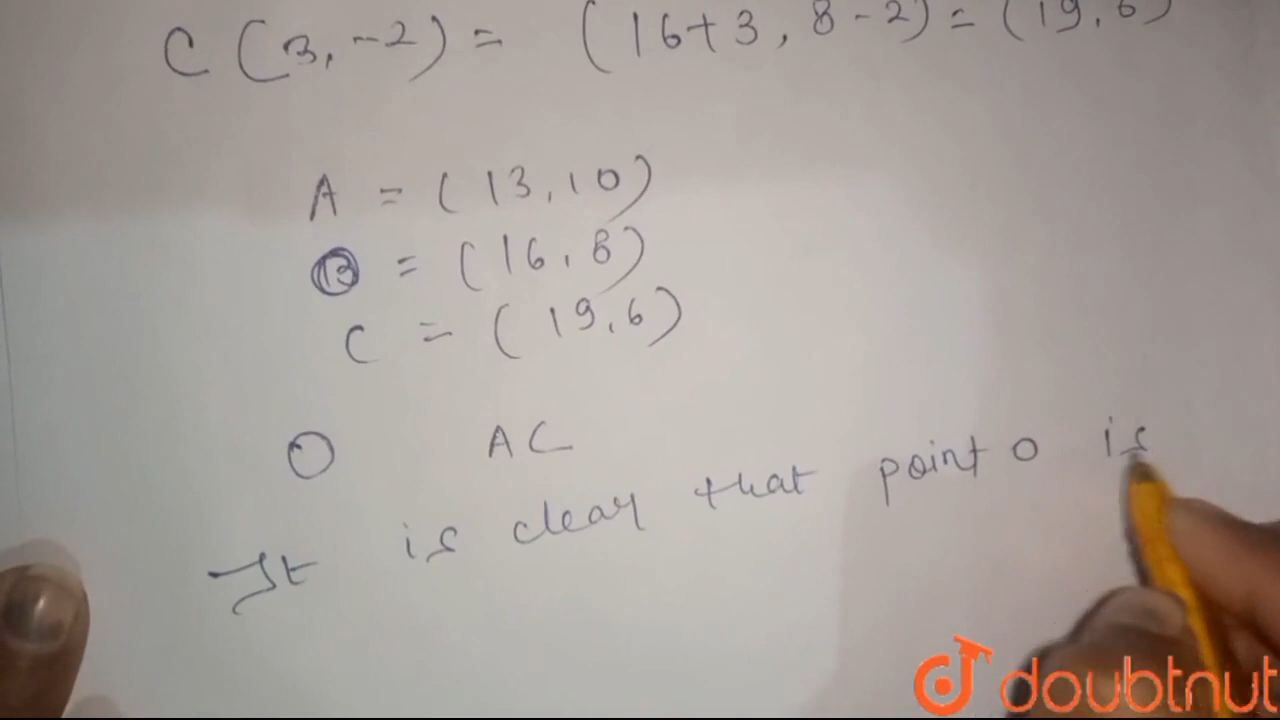 C (3, -2) = (16+3, 8-2) = (19, 6)
A = (13, 10)
B = (16, 8)
C = (19, 6)
O AC
It is clear that point O is
doubtnut